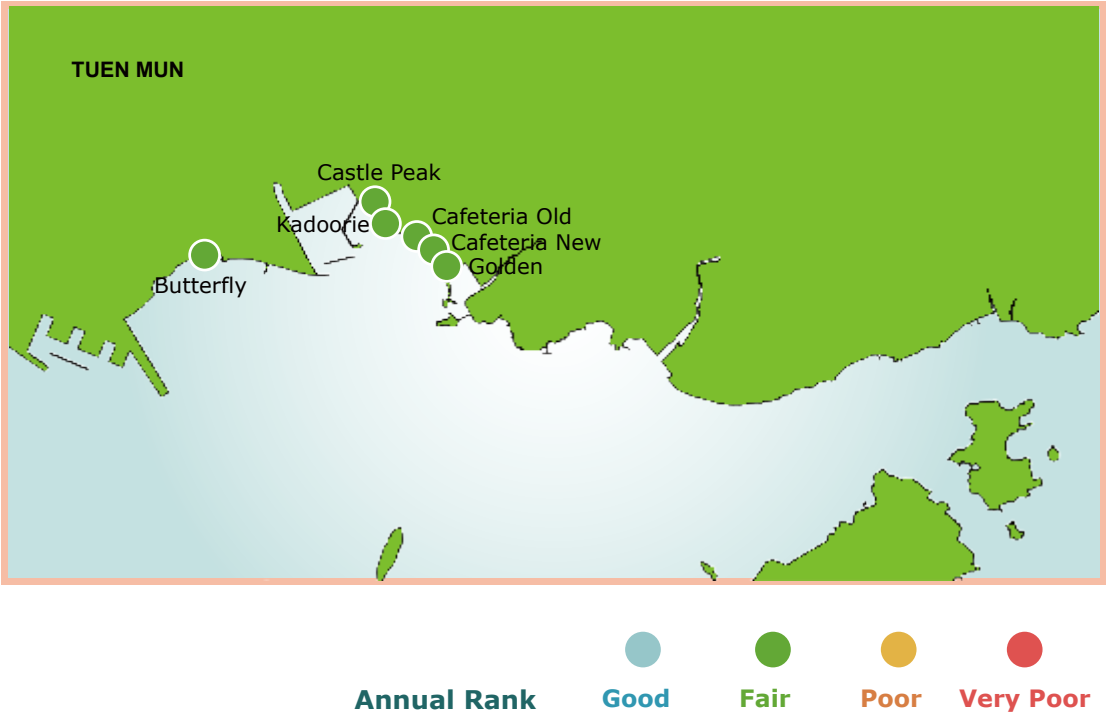 TUEN MUN
Castle Peak
Kadoorie
Cafeteria Old
Cafeteria New
Golden
Butterfly
Annual Rank
Good
Fair
Poor
Very Poor